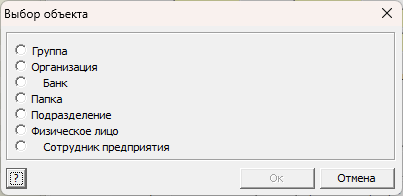 Выбор объекта
Группа
Организация
Банк
Папка
Подразделение
Физическое лицо
Сотрудник предприятия
?
Ок
Отмена